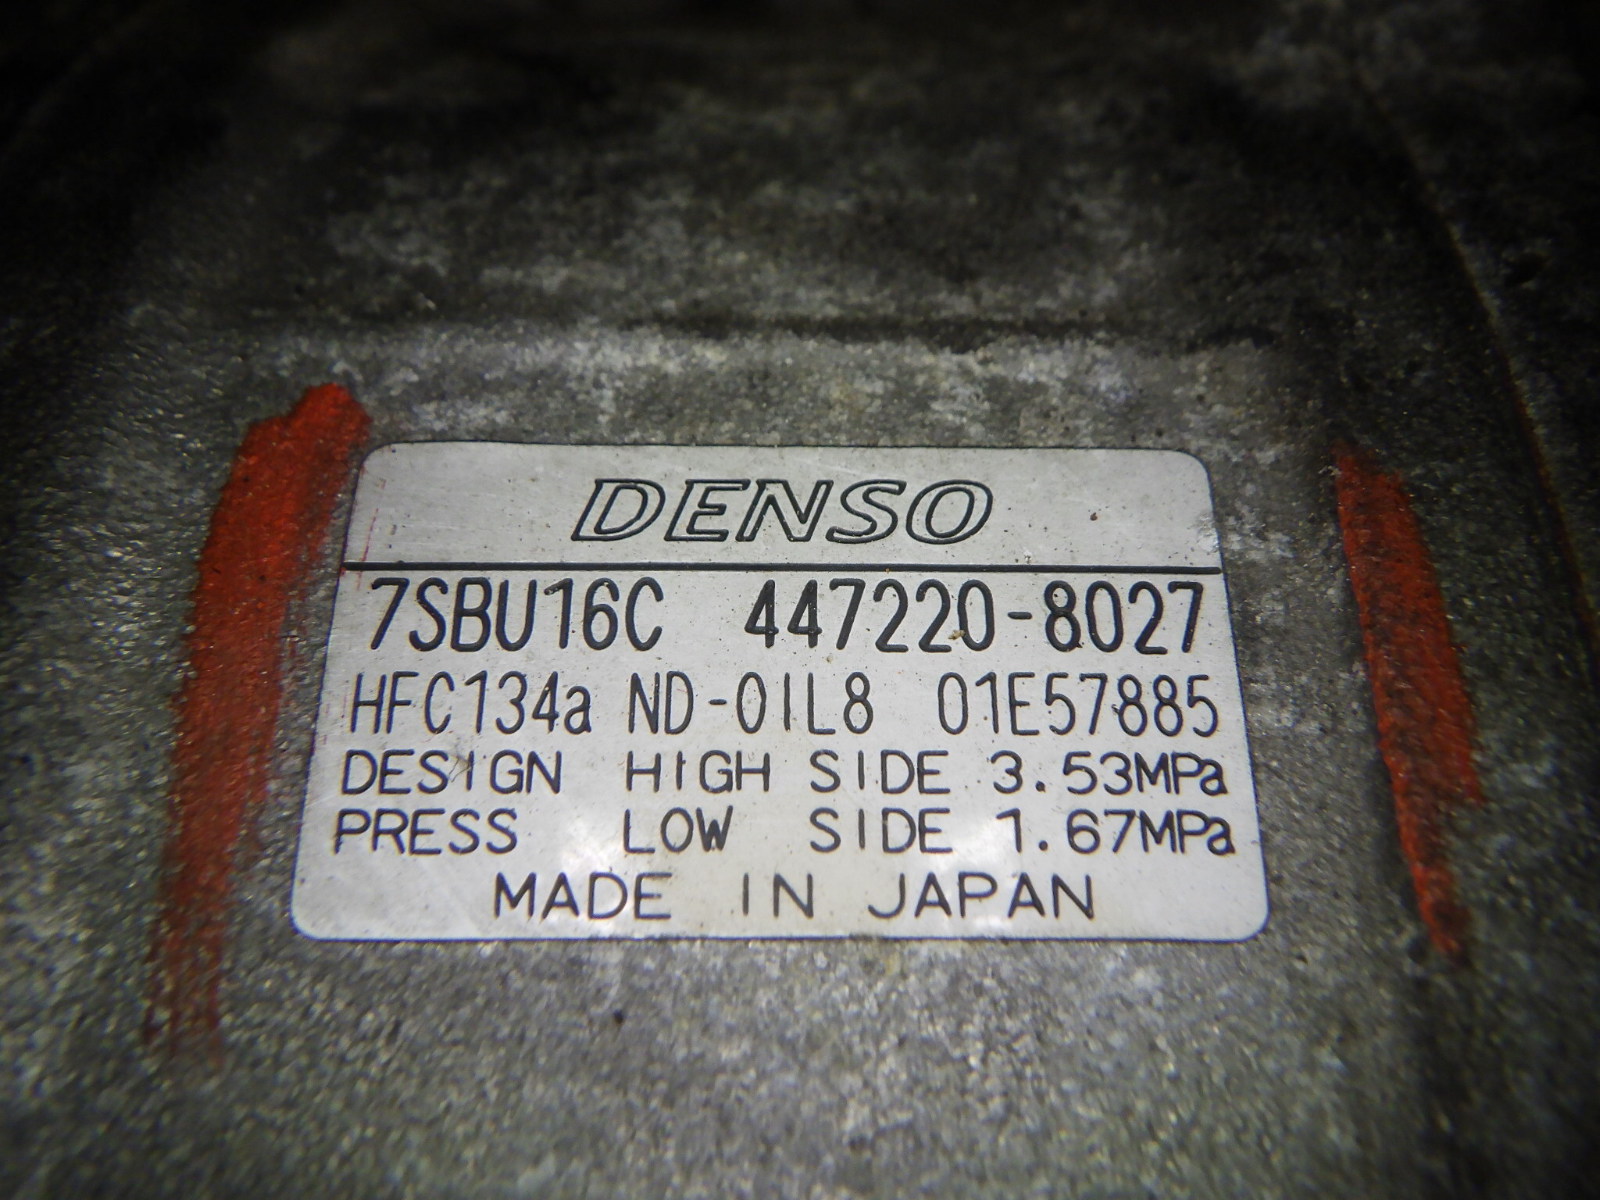 DENSO
7SBU16C 447220-8027
HFC134a ND-OIL8 01E57885
DESIGN HIGH SIDE 3.53MPa
PRESS LOW SIDE 1.67MPa
MADE IN JAPAN